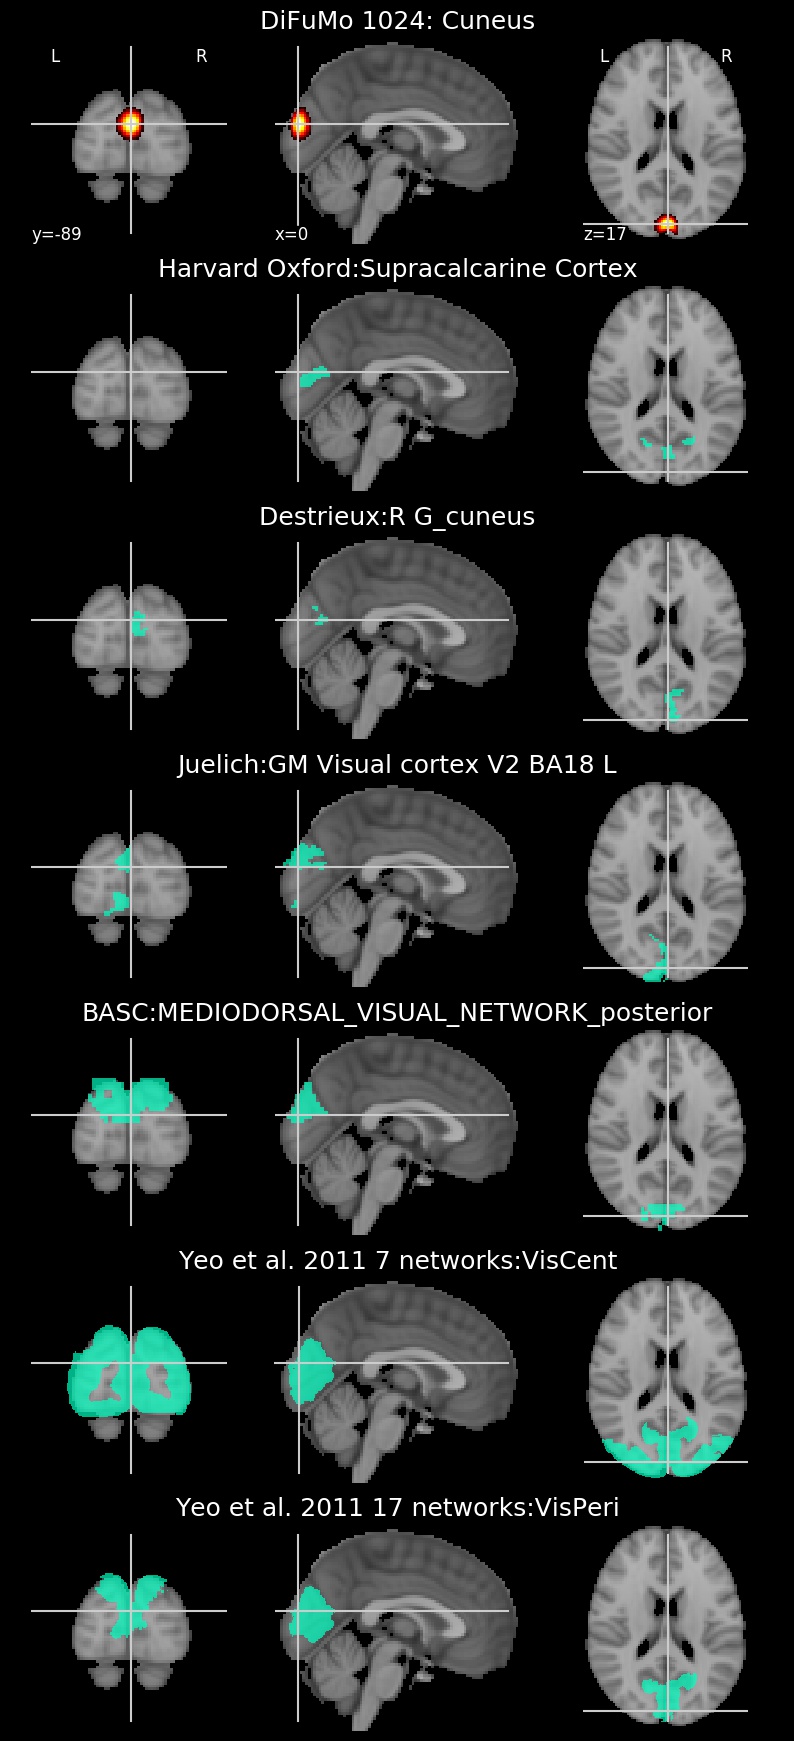 DiFuMo 1024: Cuneus
L R L R
y=-89 x=0 z=17
Harvard Oxford:Supracalcarine Cortex
Destrieux:R G_cuneus
Juelich:GM Visual cortex V2 BA18 L
BASC:MEDIODORSAL_VISUAL_NETWORK_posterior
Yeo et al. 2011 7 networks:VisCent
Yeo et al. 2011 17 networks:VisPeri